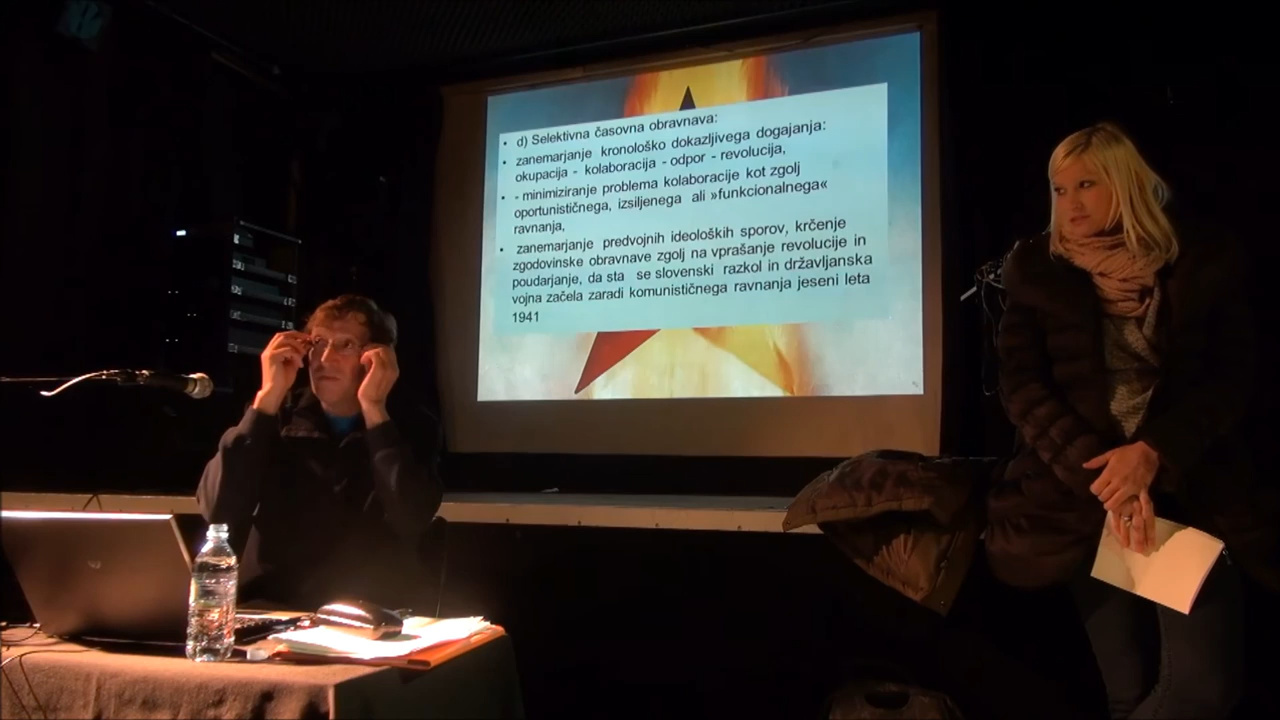 • d) Selektivna časovna obravnava:
• zanemarjanje kronološko dokazljivega dogajanja:
okupacija - kolaboracija - odpor - revolucija,
• - minimiziranje problema kolaboracije kot zgolj
oportunističnega, izsiljenega ali »funkcionalnega«
ravnanja,
• zanemarjanje predvojnih ideoloških sporov, krčenje
zgodovinske obravnave zgolj na vprašanje revolucije in
poudarjanje, da sta se slovenski razkol in državljanska
vojna začela zaradi komunističnega ravnanja jeseni leta
1941